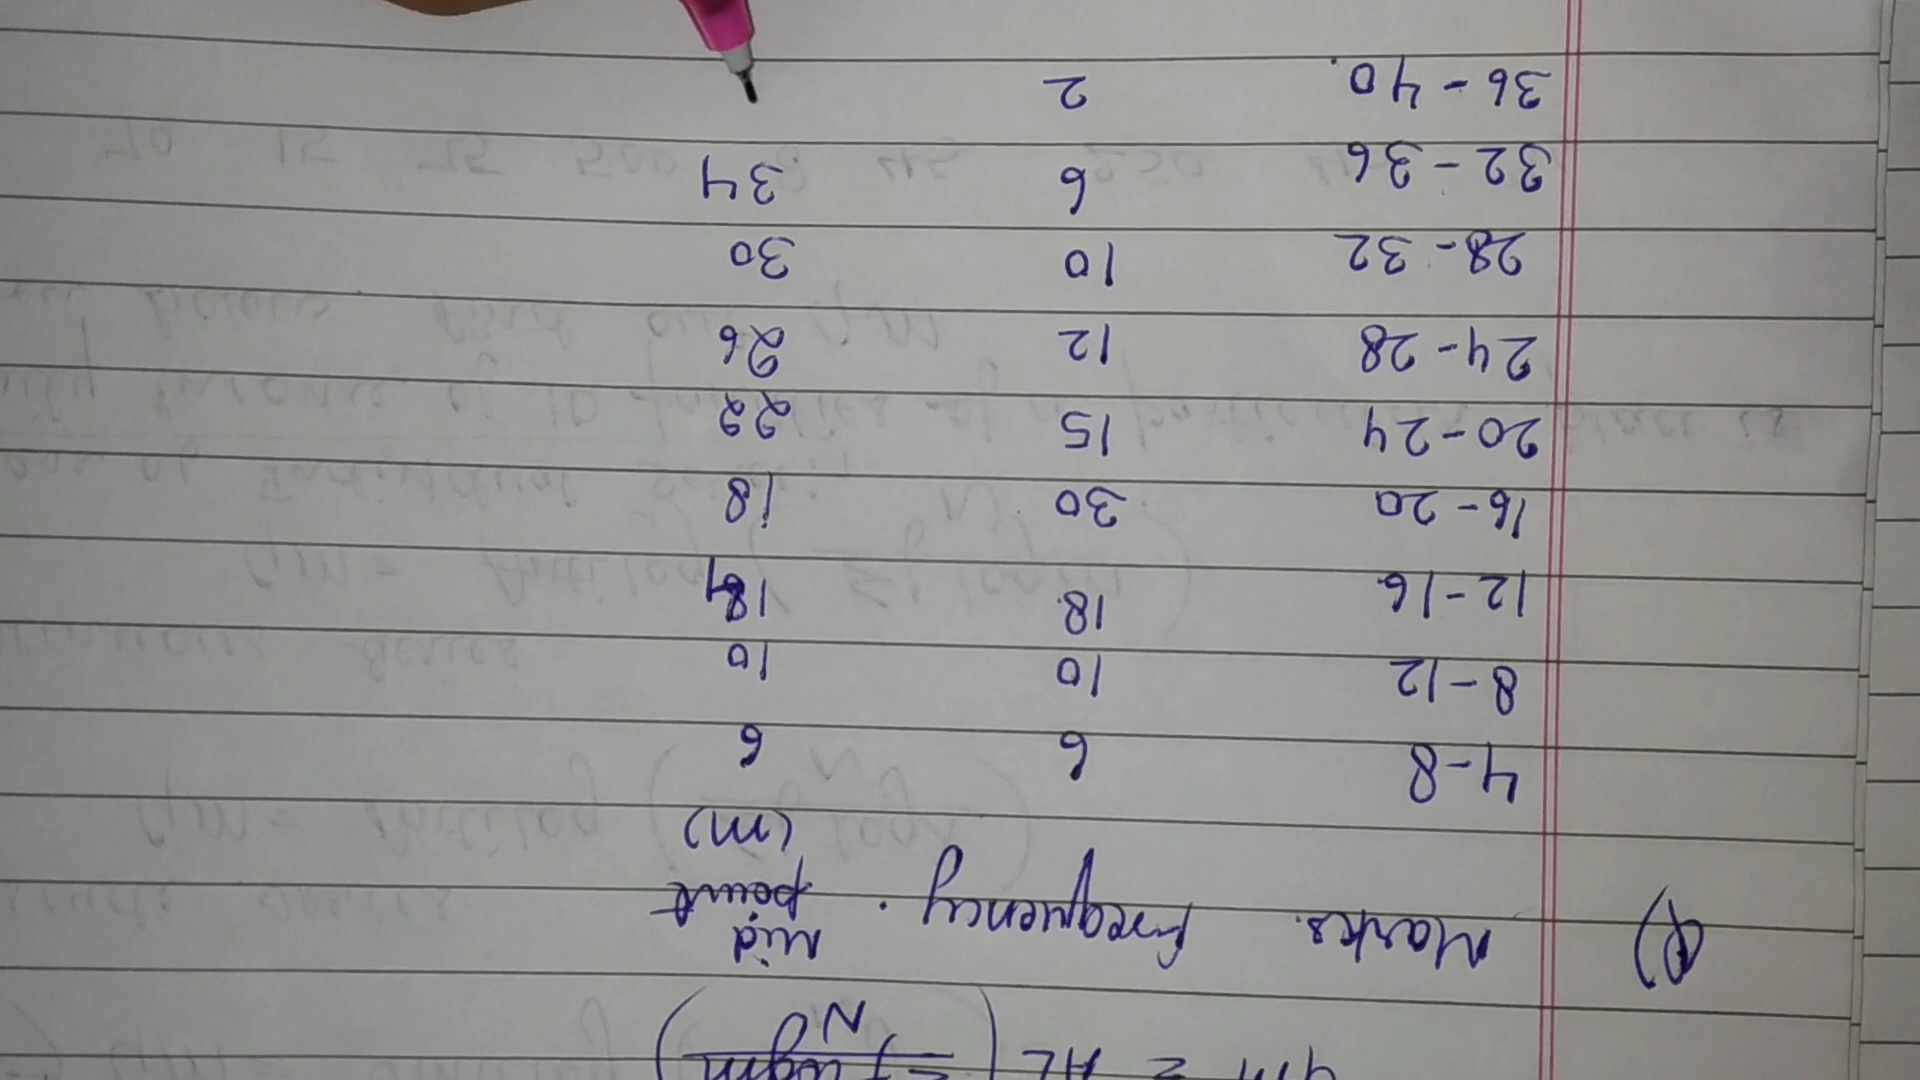 GM = AL (Σf logm / N)
Q) Marks. Frequency. Mid point (m)
4-8 6 6
8-12 10 10
12-16 18 14
16-20 30 18
20-24 15 22
24-28 12 26
28-32 10 30
32-36 6 34
36-40 2